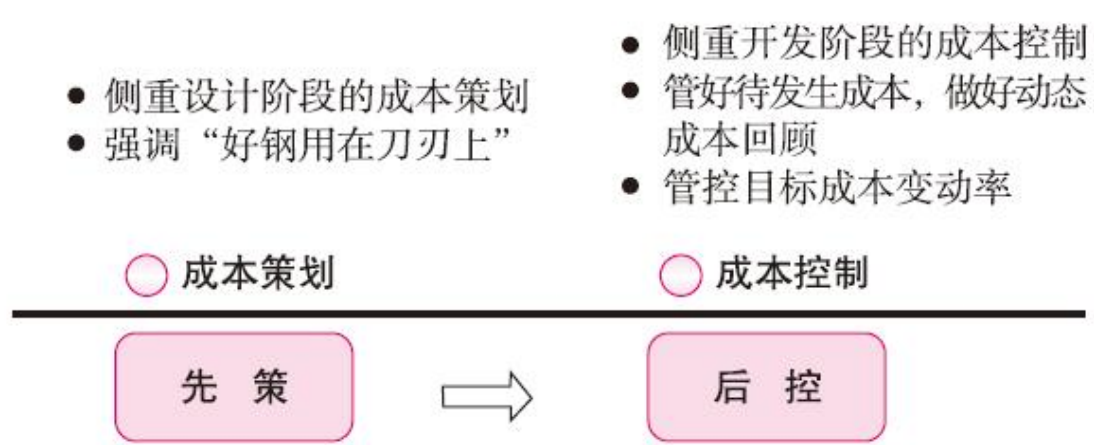 侧重设计阶段的成本策划
强调“好钢用在刀刃上”
侧重开发阶段的成本控制
管好待发生成本，做好动态
成本回顾
管控目标成本变动率
成本策划
成本控制
先 策
后 控